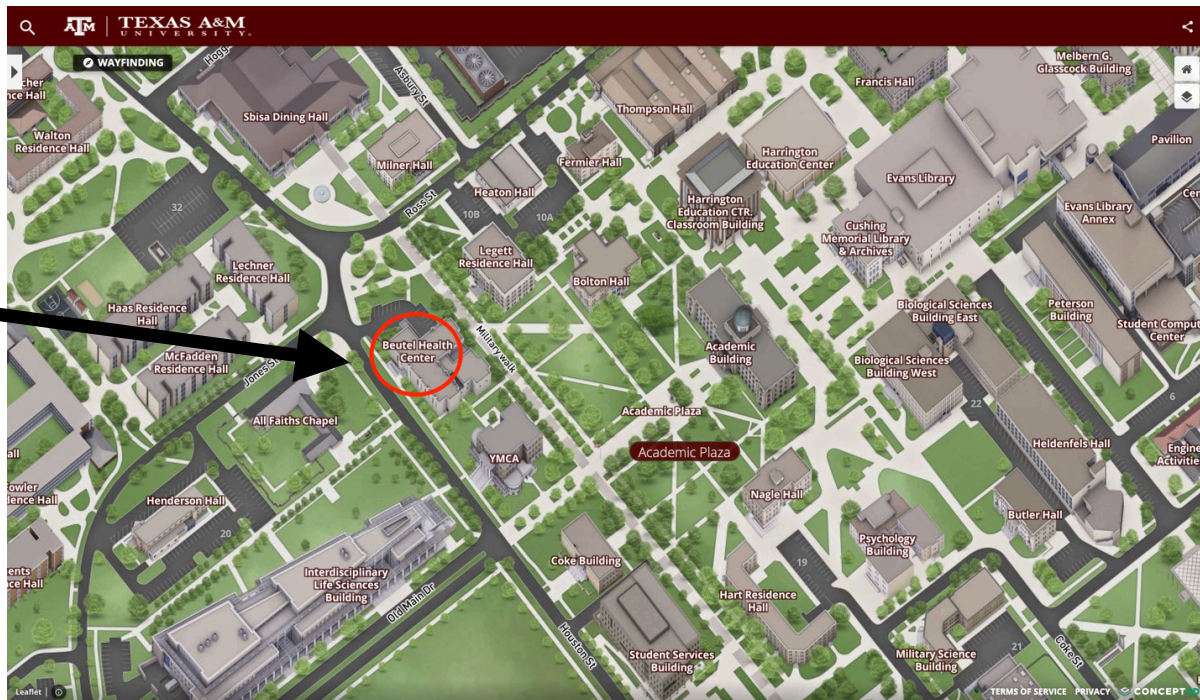 TEXAS A&M
UNIVERSITY.
WAYFINDING
Asbury St
Melbern G.
Glasscock Building
Francis Hall
Sbisa Dining Hall
Thompson Hall
Walton
Residence Hall
Pavilion
Milner Hall
Fermier Hall
Harrington
Education Center
Heaton Hall
Evans Library
32
Ross St
10B
10A
Harrington
Education CTR.
Classroom Building
Evans Library
Annex
Cushing
Memorial Library
& Archives
Legett
Residence Hall
Lechner
Residence Hall
Bolton Hall
Haas Residence
Hall
Biological Sciences
Building East
Peterson
Building
Student Compu
Center
Beutel Health
Center
Military walk
Academic
Building
McFadden
Residence Hall
Jones St
Biological Sciences
Building West
22
6
All Faiths Chapel
Academic Plaza
Academic Plaza
YMCA
Heldenfels Hall
Engine
Activitie
Henderson Hall
Nagle Hall
Butler Hall
20
Psychology
Building
Coke Building
Interdisciplinary
Life Sciences
Building
Old Main Dr
19
Hart Residence
Hall
Houston St
Student Services
Building
Military Science
Building
21
Coke St
Leaflet
TERMS OF SERVICE PRIVACY CONCEPT